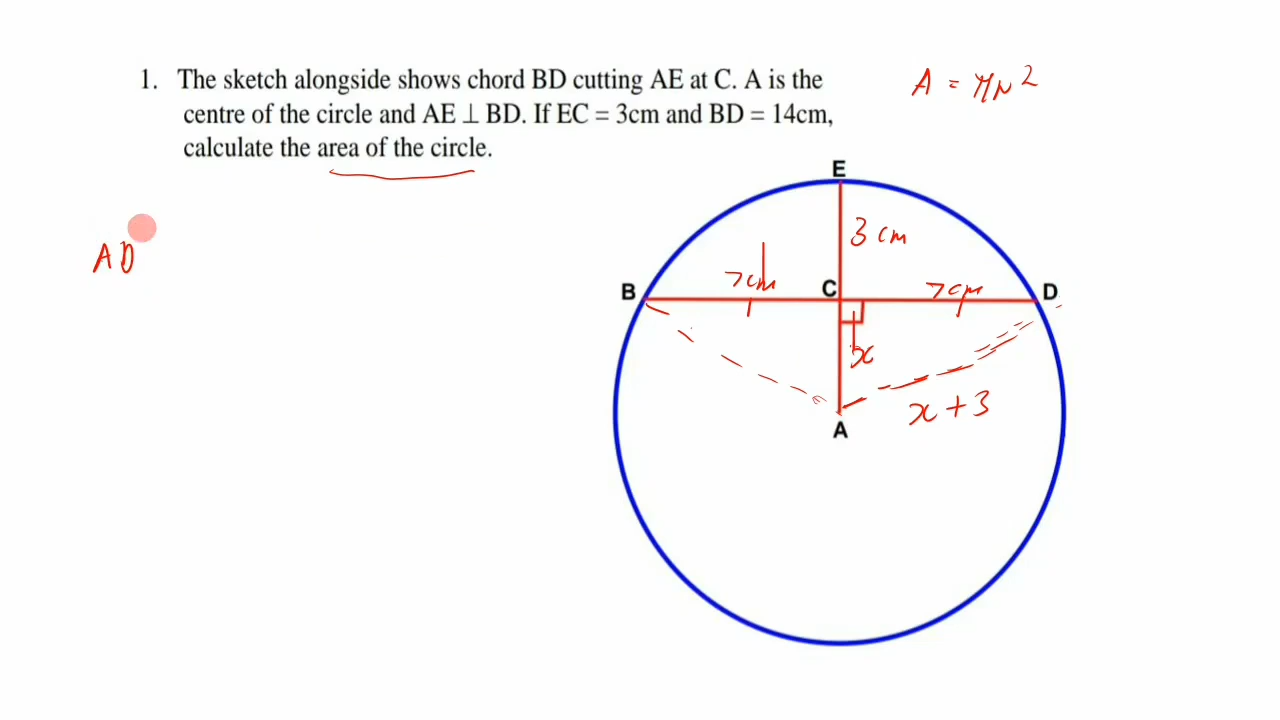 1. The sketch alongside shows chord BD cutting AE at C. A is the
centre of the circle and AE ⊥ BD. If EC = 3cm and BD = 14cm,
calculate the area of the circle.
A = πr²
E
3 cm
AD
7cm
7cm
B
C
D
x
x + 3
A